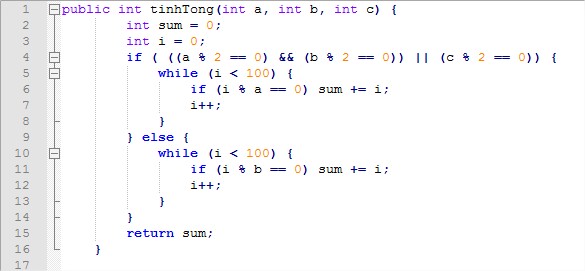 1 public int tinhTong(int a, int b, int c) {
2 int sum = 0;
3 int i = 0;
4 if ( ((a % 2 == 0) && (b % 2 == 0)) || (c % 2 == 0)) {
5 while (i < 100) {
6 if (i % a == 0) sum += i;
7 i++;
8 }
9 } else {
10 while (i < 100) {
11 if (i % b == 0) sum += i;
12 i++;
13 }
14 }
15 return sum;
16 }
17